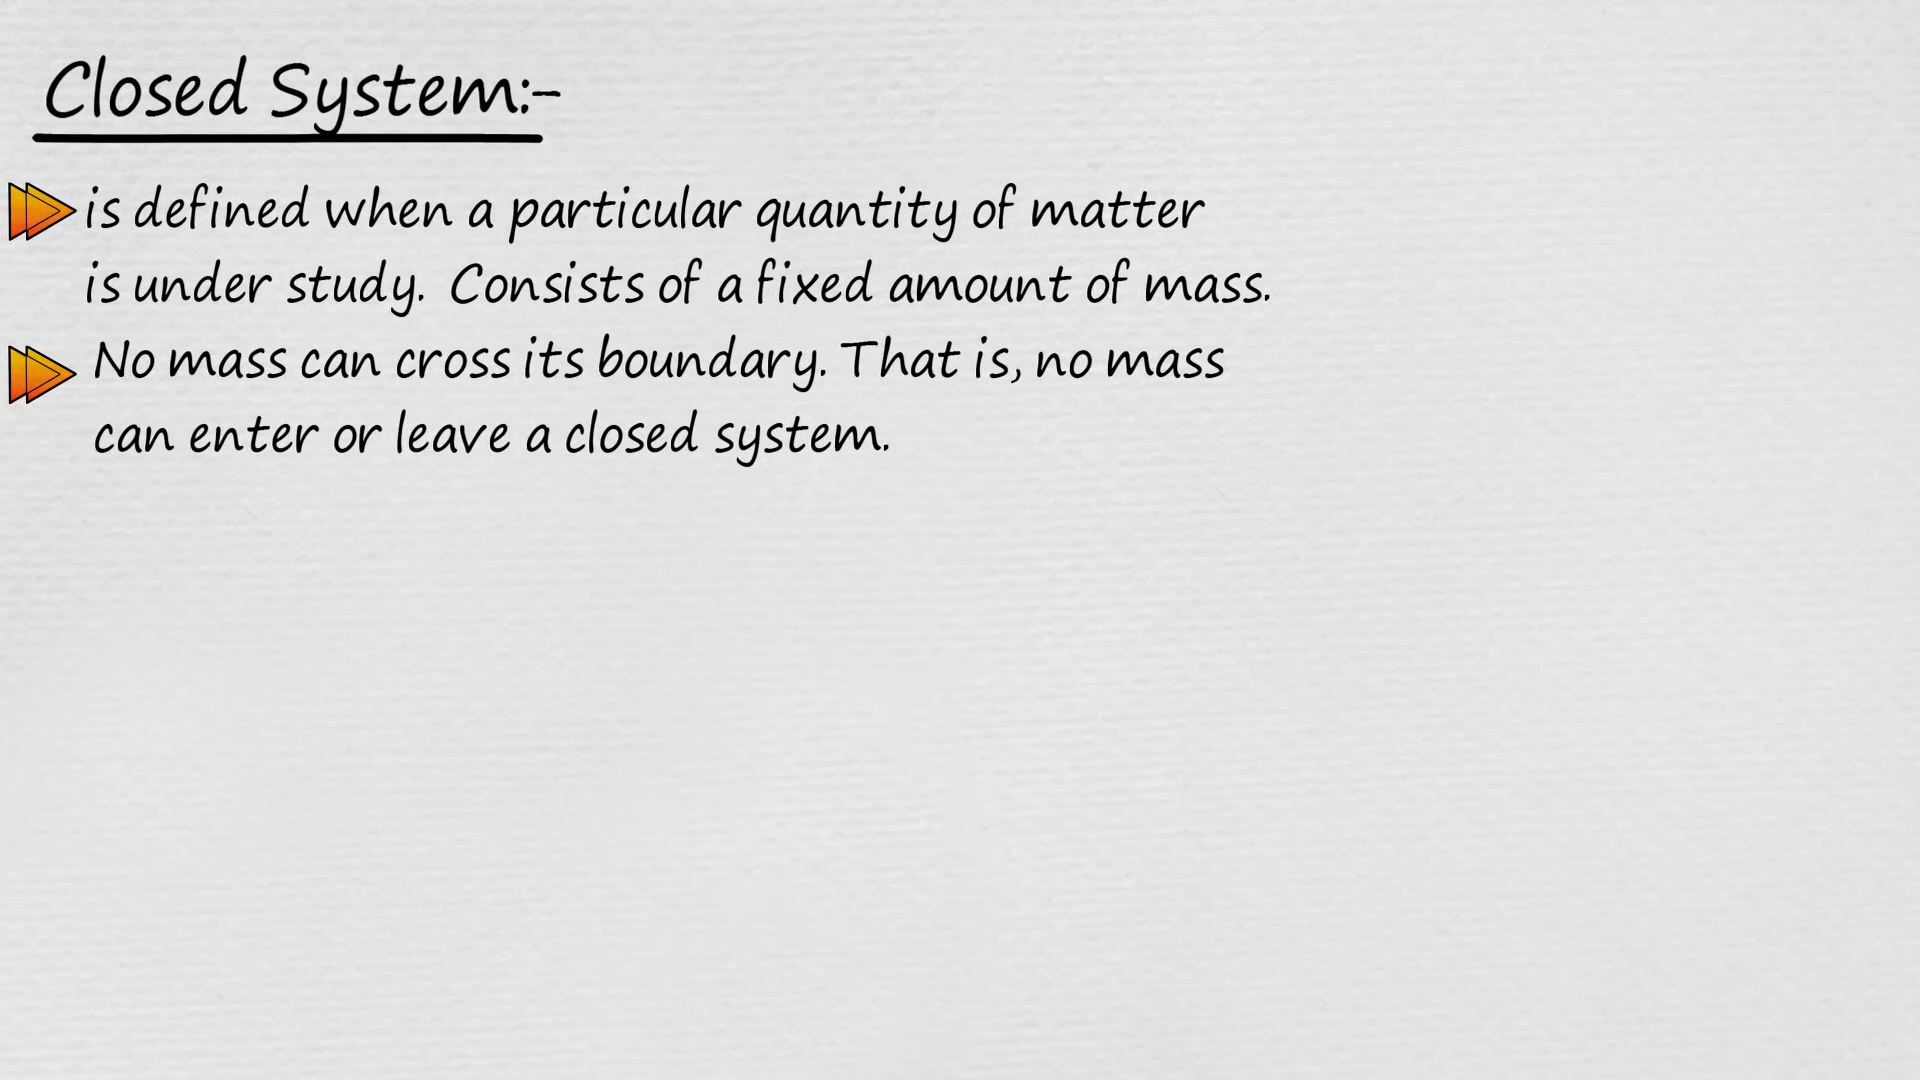 Closed System:-
is defined when a particular quantity of matter
is under study. Consists of a fixed amount of mass.
No mass can cross its boundary. That is, no mass
can enter or leave a closed system.